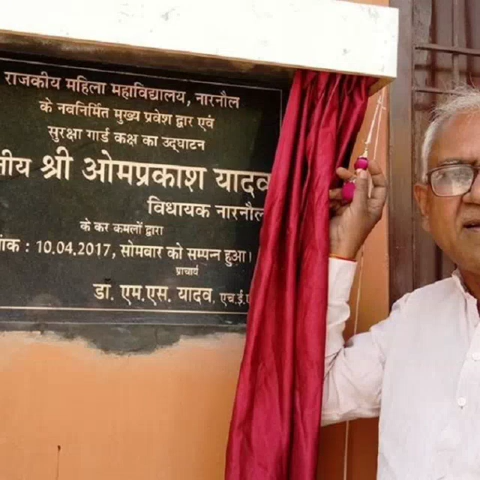 राजकीय महिला महाविद्यालय, नारनौल
के नवनिर्मित मुख्य प्रवेश द्वार एवं
सुरक्षा गार्ड कक्ष का उद्घाटन
श्री ओमप्रकाश यादव
विधायक नारनौल
के कर कमलों द्वारा
: 10.04.2017, सोमवार को सम्पन्न हुआ।
प्राचार्य
डा. एम.एस. यादव, एच.ई.